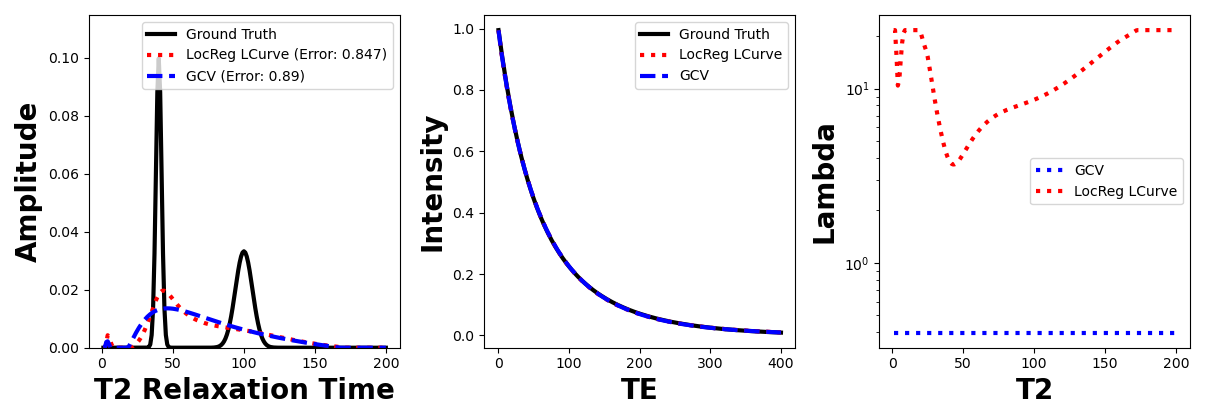 Amplitude
0.00
0.02
0.04
0.06
0.08
0.10
Ground Truth
LocReg LCurve (Error: 0.847)
GCV (Error: 0.89)
0 50 100 150 200
T2 Relaxation Time
Intensity
0.0
0.2
0.4
0.6
0.8
1.0
Ground Truth
LocReg LCurve
GCV
0 100 200 300 400
TE
Lambda
10⁰
10¹
GCV
LocReg LCurve
0 50 100 150 200
T2